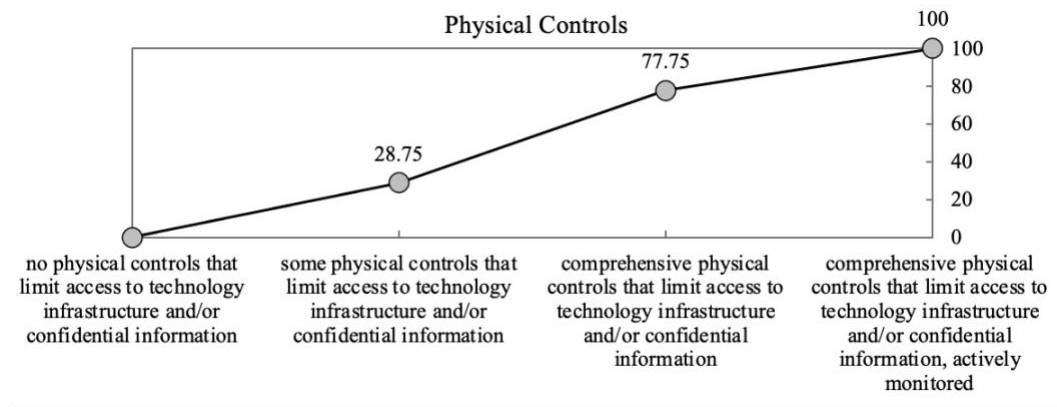 Physical Controls
100
77.75
28.75
100
80
60
40
20
0
no physical controls that
limit access to technology
infrastructure and/or
confidential information
some physical controls that
limit access to technology
infrastructure and/or
confidential information
comprehensive physical
controls that limit access to
technology infrastructure
and/or confidential
information
comprehensive physical
controls that limit access to
technology infrastructure
and/or confidential
information, actively
monitored